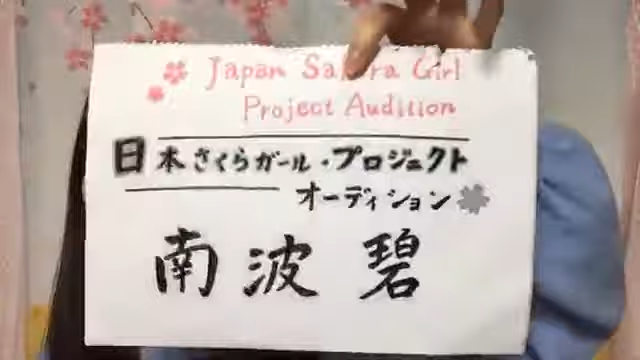 Japan Sakura Girl
Project Audition
日本さくらガール・プロジェクト
オーディション
南波碧